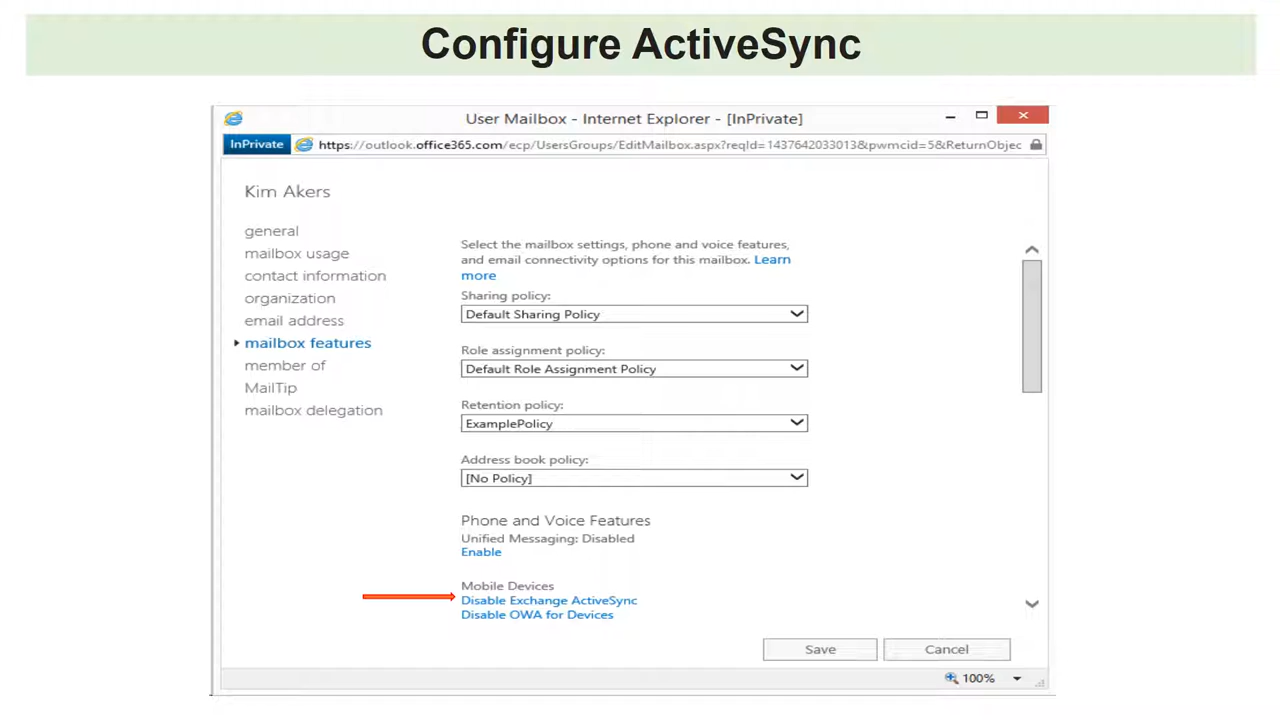 Configure ActiveSync
User Mailbox - Internet Explorer - [InPrivate]
InPrivate
https://outlook.office365.com/ecp/UsersGroups/EditMailbox.aspx?reqId=1437642033013&pwmcid=5&ReturnObjec
Kim Akers
general
mailbox usage
contact information
organization
email address
mailbox features
member of
MailTip
mailbox delegation
Select the mailbox settings, phone and voice features,
and email connectivity options for this mailbox. Learn
more
Sharing policy:
Default Sharing Policy
Role assignment policy:
Default Role Assignment Policy
Retention policy:
ExamplePolicy
Address book policy:
[No Policy]
Phone and Voice Features
Unified Messaging: Disabled
Enable
Mobile Devices
Disable Exchange ActiveSync
Disable OWA for Devices
Save
Cancel
100%